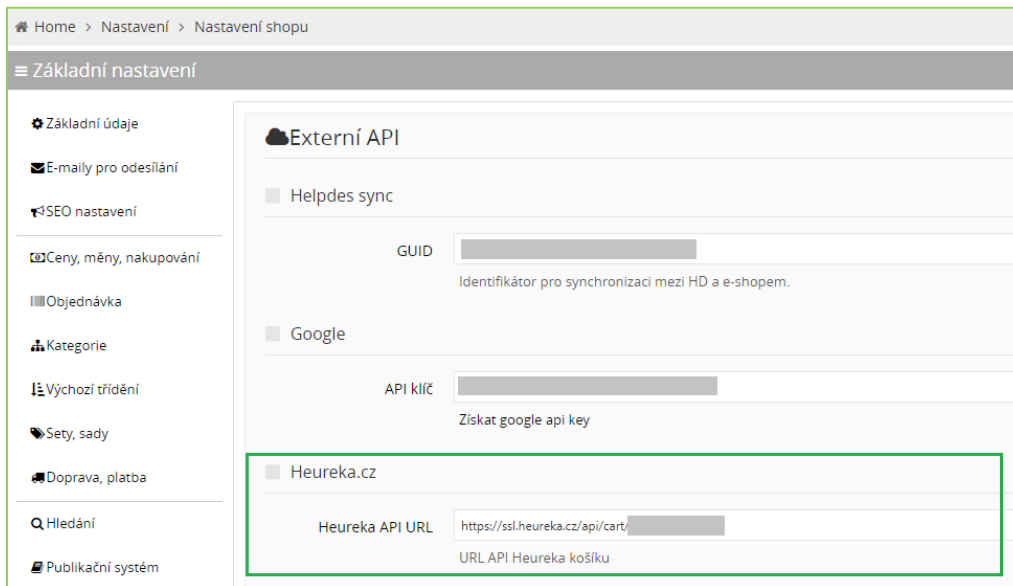 Home > Nastavení > Nastavení shopu
Základní nastavení
Základní údaje
E-maily pro odesílání
SEO nastavení
Ceny, měny, nakupování
Objednávka
Kategorie
Výchozí třídění
Sety, sady
Doprava, platba
Hledání
Publikační systém
Externí API
Helpdes sync
GUID
Identifikátor pro synchronizaci mezi HD a e-shopem.
Google
API klíč
Získat google api key
Heureka.cz
Heureka API URL https://ssl.heureka.cz/api/cart/
URL API Heureka košíku